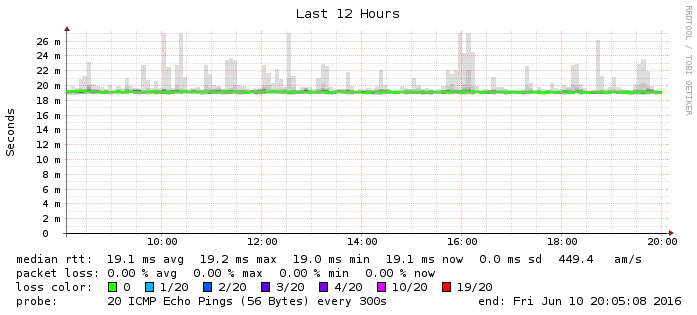 Last 12 Hours
RRDTOOL / TOBI OETIKER
Seconds
26 m
24 m
22 m
20 m
18 m
16 m
14 m
12 m
10 m
8 m
6 m
4 m
2 m
0
10:00 12:00 14:00 16:00 18:00 20:00
median rtt: 19.1 ms avg 19.2 ms max 19.0 ms min 19.1 ms now 0.0 ms sd 449.4 am/s
packet loss: 0.00 % avg 0.00 % max 0.00 % min 0.00 % now
loss color: 0 1/20 2/20 3/20 4/20 10/20 19/20
probe: 20 ICMP Echo Pings (56 Bytes) every 300s end: Fri Jun 10 20:05:08 2016